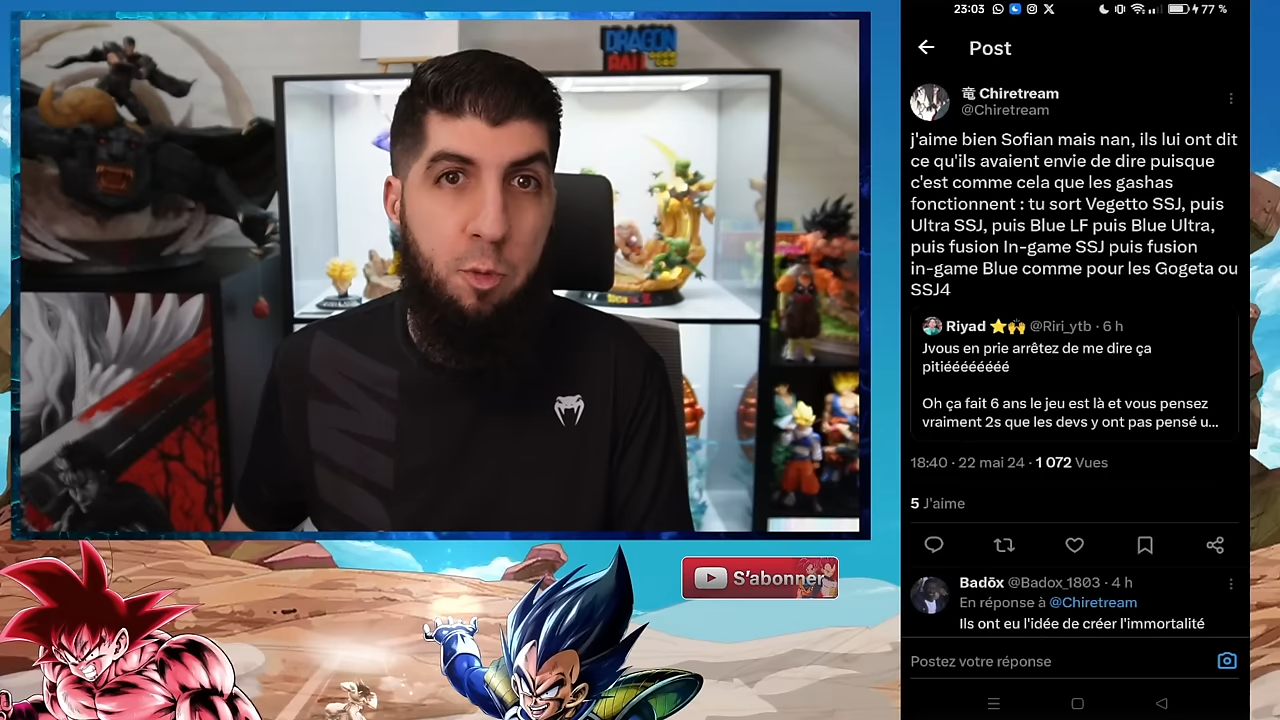 DRAGON
BALL
S'abonner
23:03
77 %
Post
竜 Chiretream
@Chiretream
j'aime bien Sofian mais nan, ils lui ont dit
ce qu'ils avaient envie de dire puisque
c'est comme cela que les gashas
fonctionnent : tu sort Vegetto SSJ, puis
Ultra SSJ, puis Blue LF puis Blue Ultra,
puis fusion In-game SSJ puis fusion
in-game Blue comme pour les Gogeta ou
SSJ4
Riyad ⭐🙌 @Riri_ytb · 6 h
Jvous en prie arrêtez de me dire ça
pitiéééééééé
Oh ça fait 6 ans le jeu est là et vous pensez
vraiment 2s que les devs y ont pas pensé u...
18:40 · 22 mai 24 · 1 072 Vues
5 J'aime
Badōx @Badox_1803 · 4 h
En réponse à @Chiretream
Ils ont eu l'idée de créer l'immortalité
Postez votre réponse